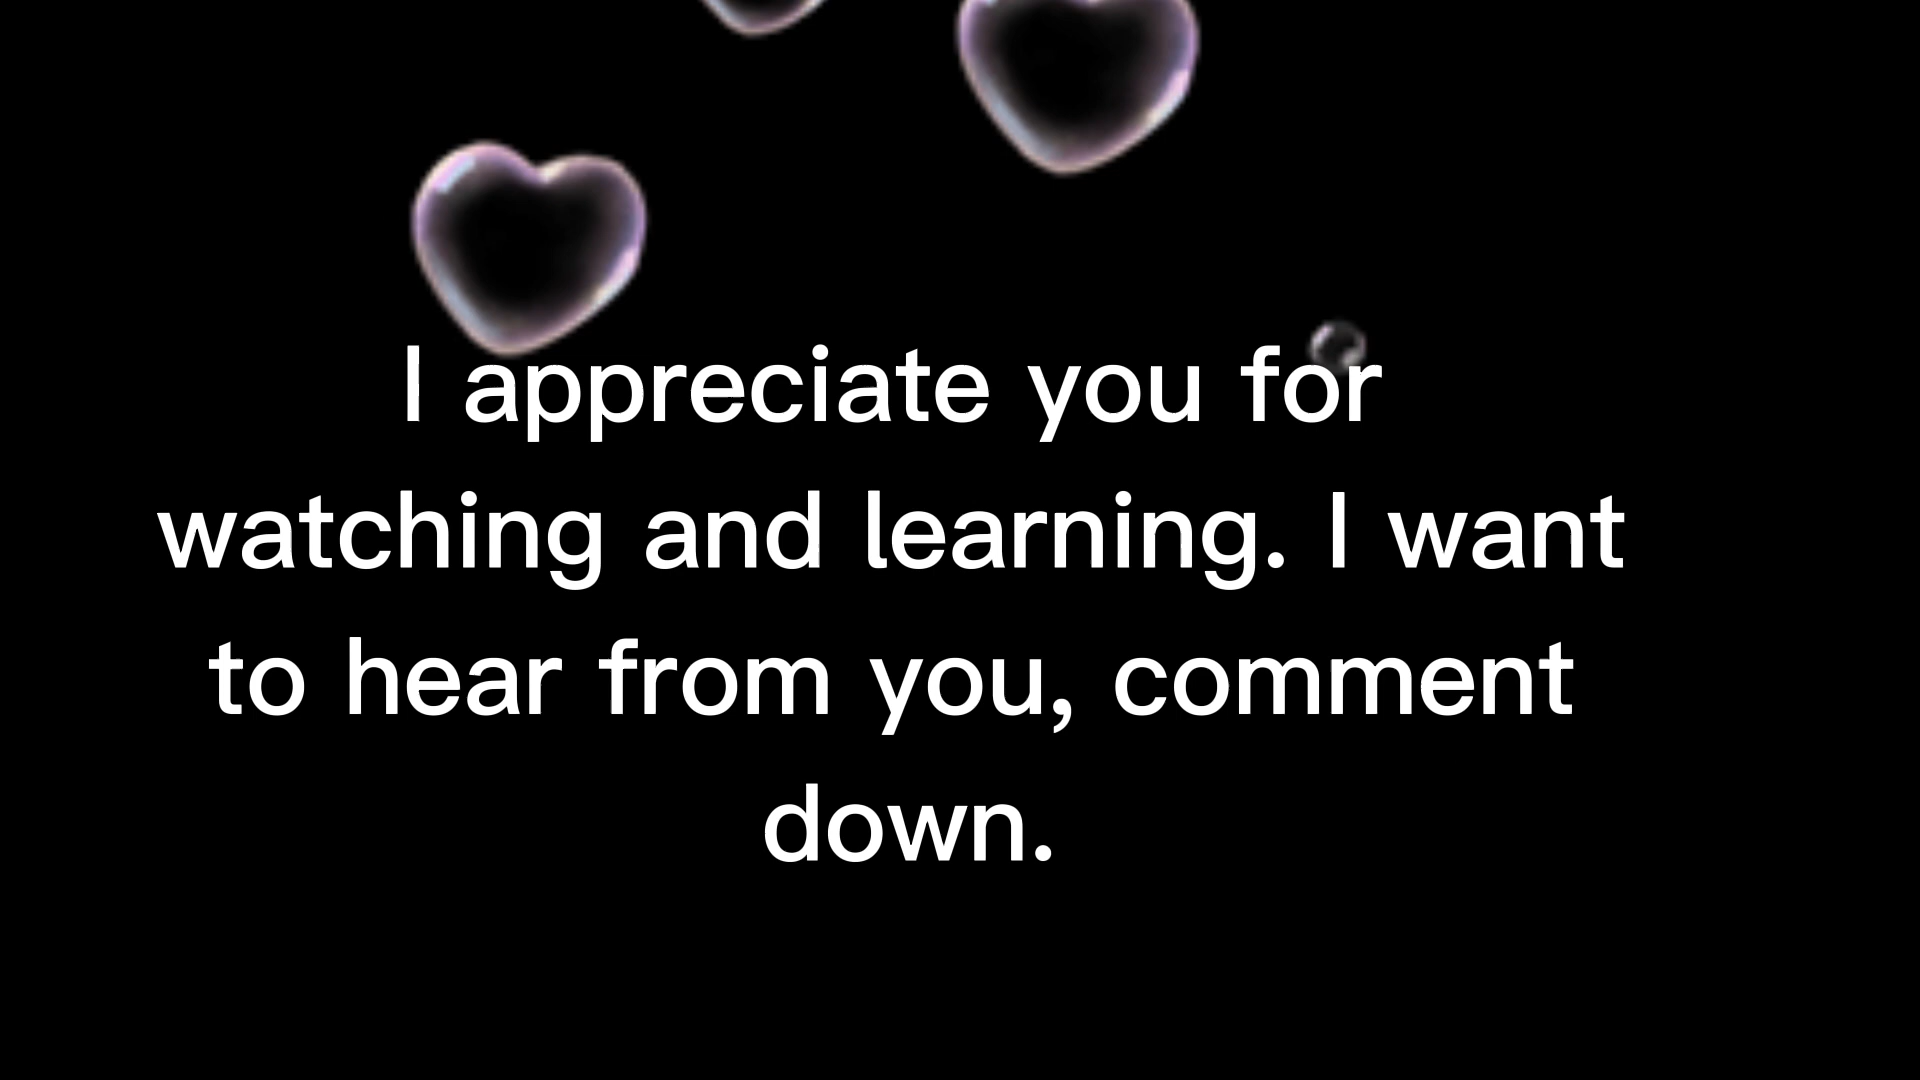 I appreciate you for
watching and learning. I want
to hear from you, comment
down.